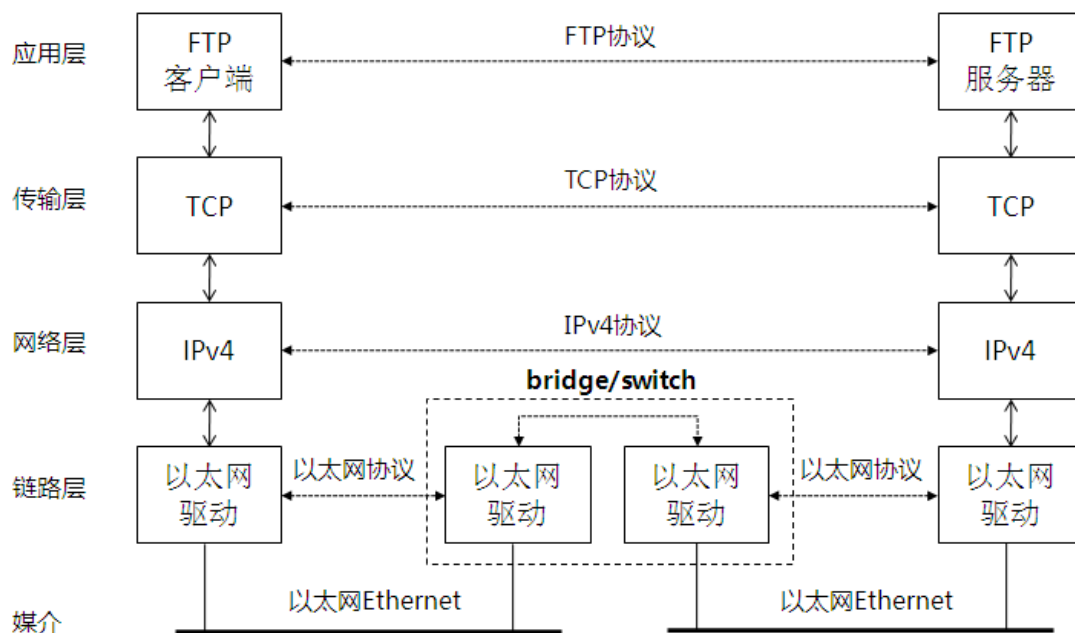 应用层
FTP
客户端
FTP协议
FTP
服务器
传输层
TCP
TCP协议
TCP
网络层
IPv4
IPv4协议
IPv4
bridge/switch
链路层
以太网
驱动
以太网协议
以太网
驱动
以太网
驱动
以太网协议
以太网
驱动
媒介
以太网Ethernet
以太网Ethernet